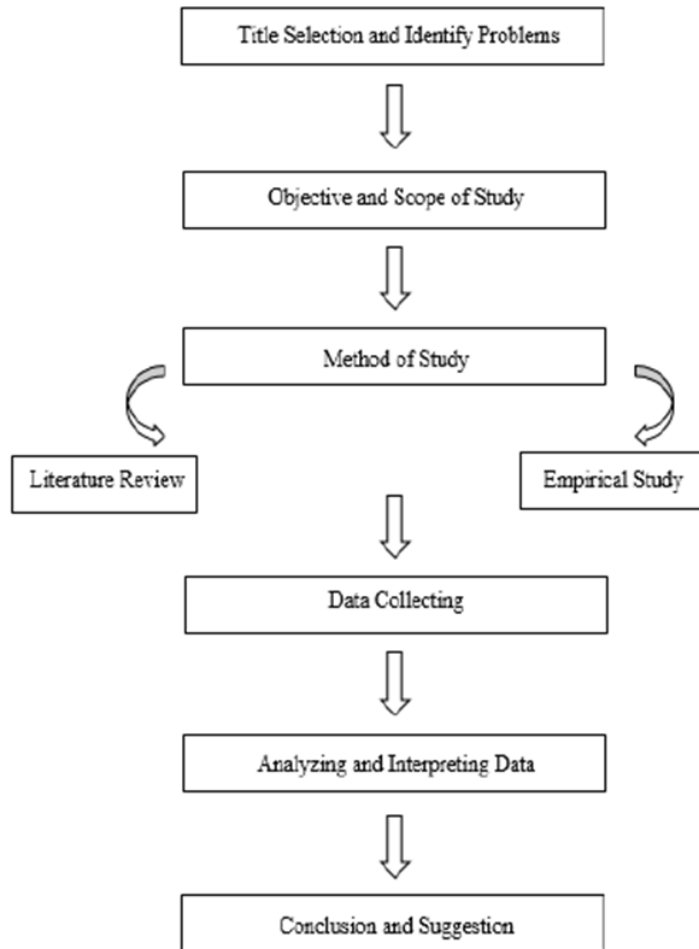 Title Selection and Identify Problems
Objective and Scope of Study
Method of Study
Literature Review
Empirical Study
Data Collecting
Analyzing and Interpreting Data
Conclusion and Suggestion